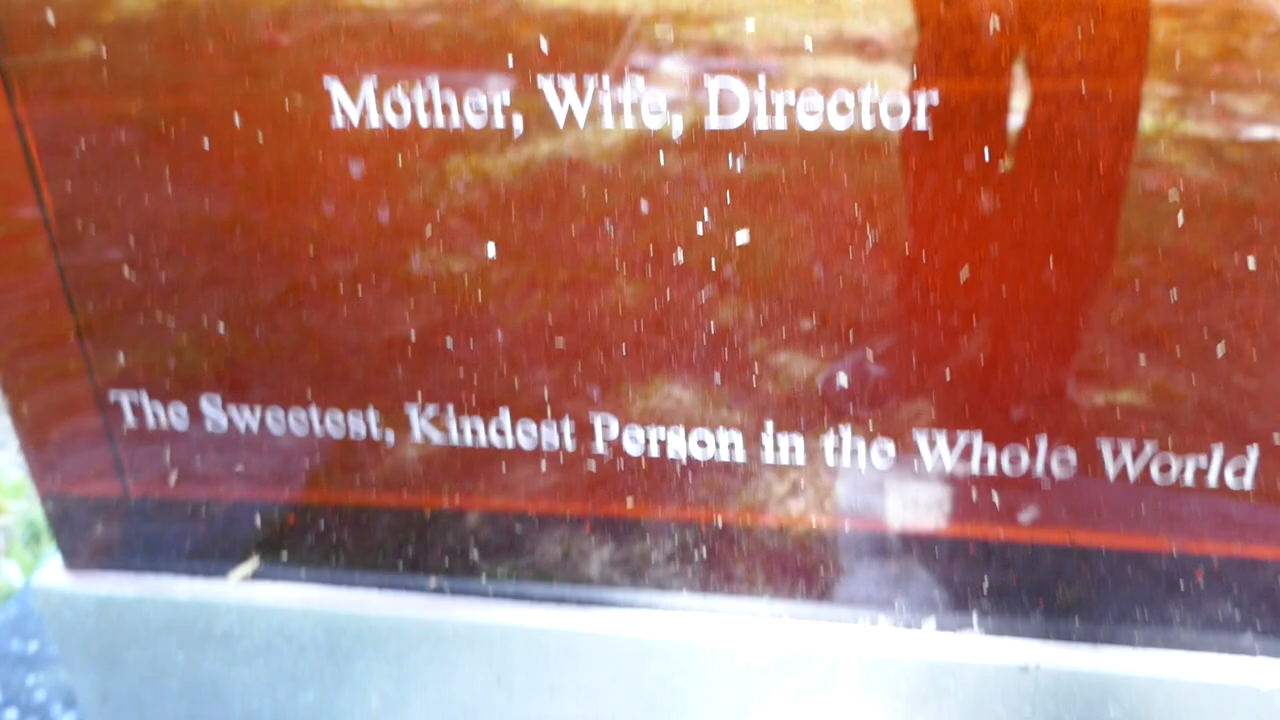 Mother, Wife, Director
The Sweetest, Kindest Person in the Whole World